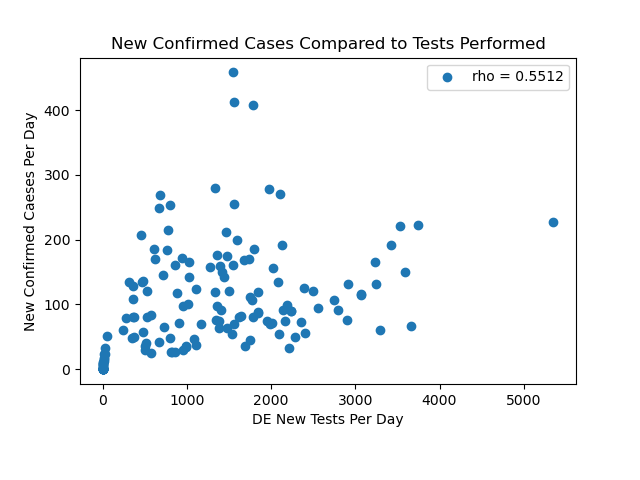 New Confirmed Cases Compared to Tests Performed
rho = 0.5512
New Confirmed Caeses Per Day
400
300
200
100
0
0 1000 2000 3000 4000 5000
DE New Tests Per Day